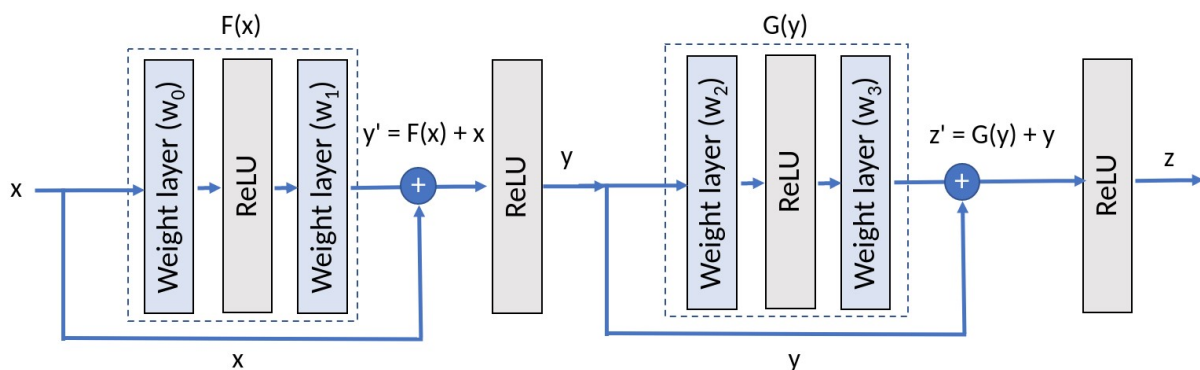 F(x)
G(y)
x
Weight layer (w₀)
ReLU
Weight layer (w₁)
y' = F(x) + x
+
ReLU
y
Weight layer (w₂)
ReLU
Weight layer (w₃)
z' = G(y) + y
+
ReLU
z
x
y